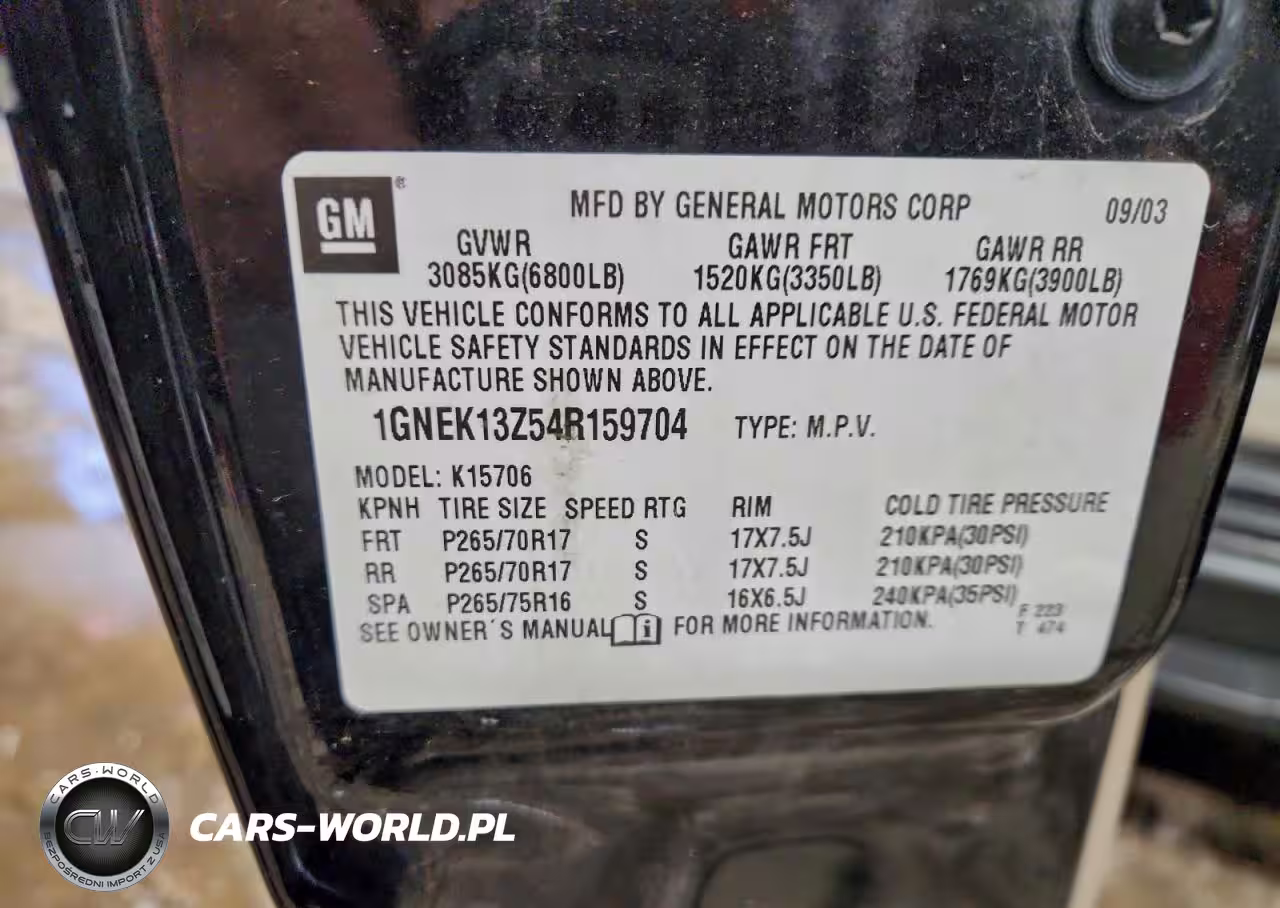 GM ®
MFD BY GENERAL MOTORS CORP 09/03
GVWR GAWR FRT GAWR RR
3085KG(6800LB) 1520KG(3350LB) 1769KG(3900LB)
THIS VEHICLE CONFORMS TO ALL APPLICABLE U.S. FEDERAL MOTOR
VEHICLE SAFETY STANDARDS IN EFFECT ON THE DATE OF
MANUFACTURE SHOWN ABOVE.
1GNEK13Z54R159704 TYPE: M.P.V.
MODEL: K15706
KPNH TIRE SIZE SPEED RTG RIM COLD TIRE PRESSURE
FRT P265/70R17 S 17X7.5J 210KPA(30PSI)
RR P265/70R17 S 17X7.5J 210KPA(30PSI)
SPA P265/75R16 S 16X6.5J 240KPA(35PSI)
SEE OWNER´S MANUAL i FOR MORE INFORMATION.
F 223
T 474
CARS-WORLD
CW
BEZPOŚREDNI IMPORT Z USA
CARS-WORLD.PL